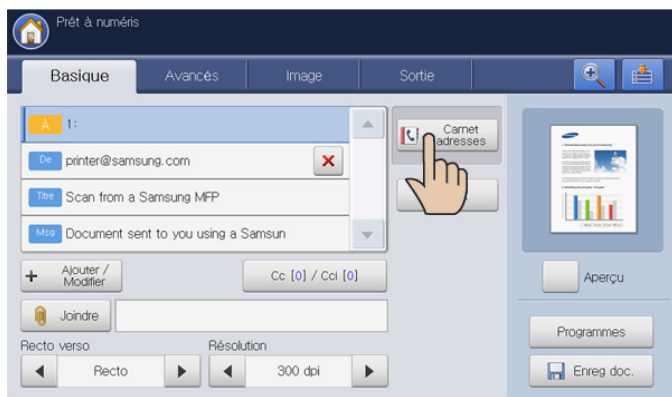 Prêt à numéris
Basique
Avancés
Image
Sortie
À 1:
De printer@samsung.com
Titre Scan from a Samsung MFP
Msg Document sent to you using a Samsun
Carnet
adresses
+ Ajouter /
Modifier
Cc [0] / Cci [0]
Joindre
Recto verso
Résolution
Recto
300 dpi
Aperçu
Programmes
Enreg doc.